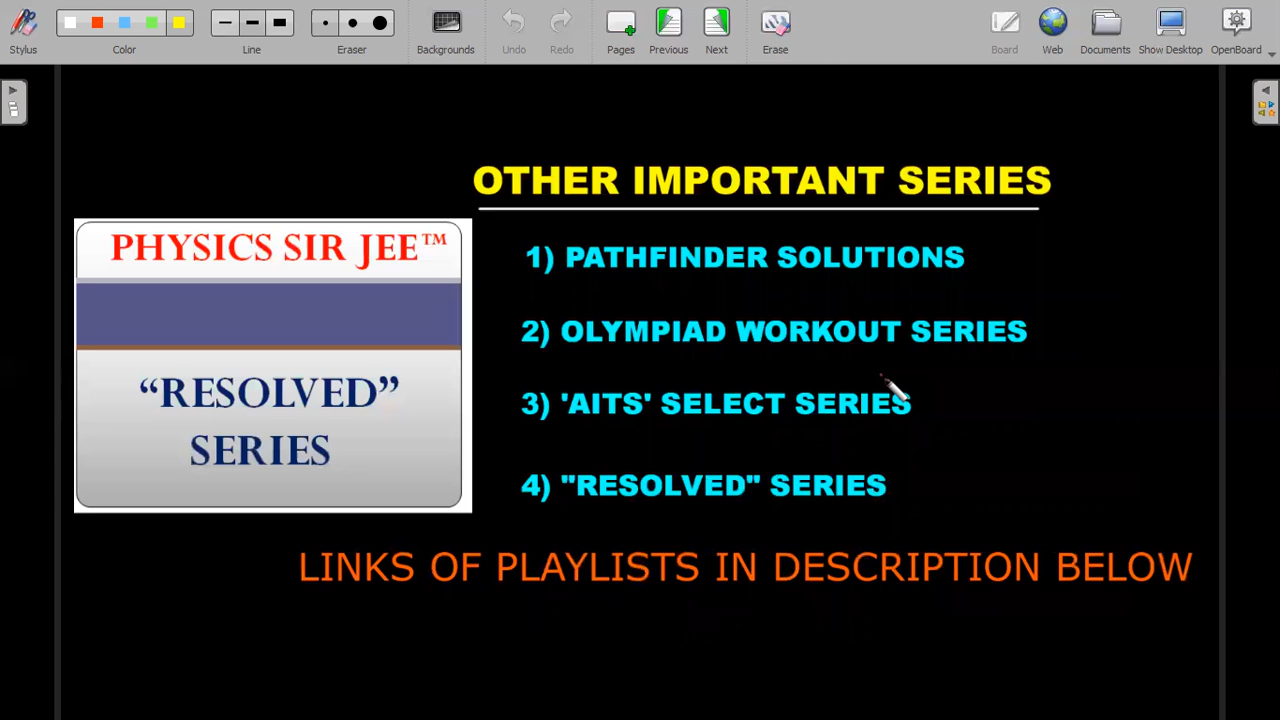 Stylus
Color
Line
Eraser
Backgrounds
Undo
Redo
Pages
Previous
Next
Erase
Board
Web
Documents
Show Desktop
OpenBoard
OTHER IMPORTANT SERIES
PHYSICS SIR JEE™
“RESOLVED”
SERIES
1) PATHFINDER SOLUTIONS
2) OLYMPIAD WORKOUT SERIES
3) 'AITS' SELECT SERIES
4) "RESOLVED" SERIES
LINKS OF PLAYLISTS IN DESCRIPTION BELOW